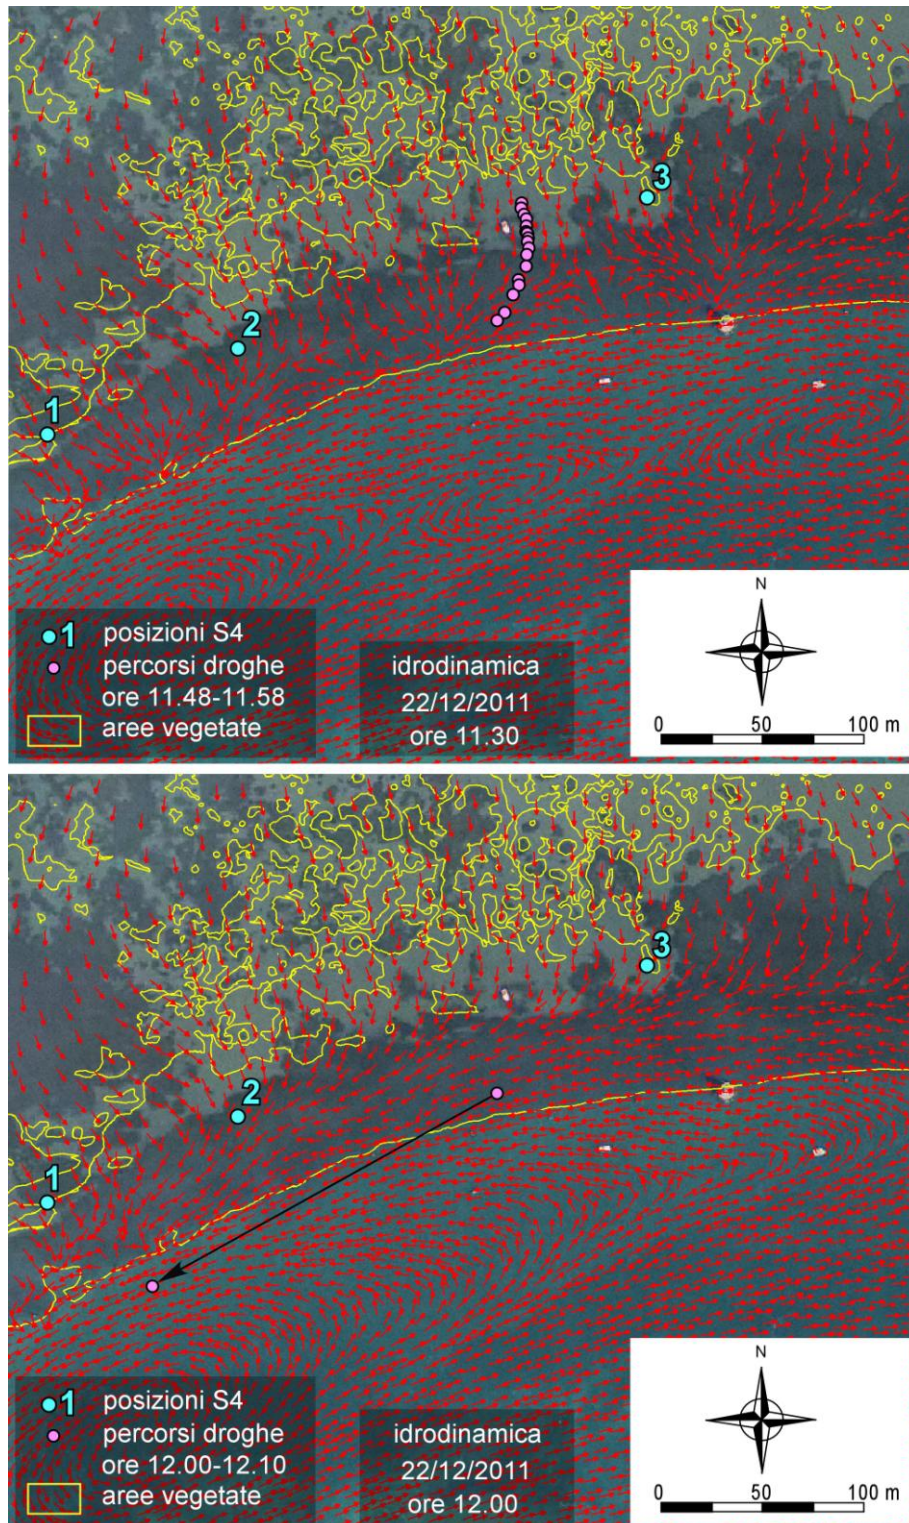 3
2
1
N
1 posizioni S4
percorsi droghe
ore 11.48-11.58
aree vegetate
idrodinamica
22/12/2011
ore 11.30
0 50 100 m
3
2
1
N
1 posizioni S4
percorsi droghe
ore 12.00-12.10
aree vegetate
idrodinamica
22/12/2011
ore 12.00
0 50 100 m